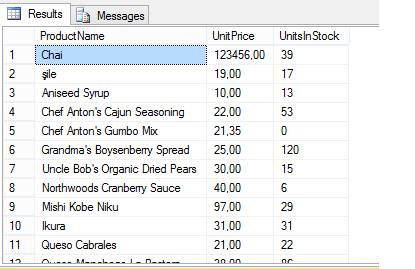 Results Messages
ProductName UnitPrice UnitsInStock
1 Chai 123456,00 39
2 şile 19,00 17
3 Aniseed Syrup 10,00 13
4 Chef Anton's Cajun Seasoning 22,00 53
5 Chef Anton's Gumbo Mix 21,35 0
6 Grandma's Boysenberry Spread 25,00 120
7 Uncle Bob's Organic Dried Pears 30,00 15
8 Northwoods Cranberry Sauce 40,00 6
9 Mishi Kobe Niku 97,00 29
10 Ikura 31,00 31
11 Queso Cabrales 21,00 22